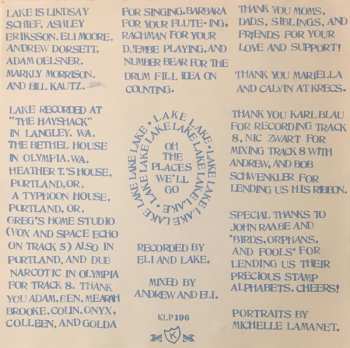 LAKE IS LINDSAY
SCHIEF, ASHLEY
ERIKSSON, ELI MOORE,
ANDREW DORSETT,
ADAM OELSNER,
MARKLY MORRISON,
AND BILL KAUTZ.
LAKE RECORDED AT
"THE HAYSHACK"
IN LANGLEY, WA.
THE BETHEL HOUSE
IN OLYMPIA, WA.
HEATHER T.'S HOUSE,
PORTLAND, OR.
A TYPHOON HOUSE,
PORTLAND, OR.
GREG'S HOME STUDIO
(VOX AND SPACE ECHO
ON TRACK 5) ALSO IN
PORTLAND, AND DUB
NARCOTIC IN OLYMPIA
FOR TRACK 8. THANK
YOU ADAM, BEN, MEARAH
BROOKE, COLIN, ONYX,
COLLEEN, AND GOLDA
FOR SINGING, BARBARA
FOR YOUR FLUTE-ING,
RACHMAN FOR YOUR
DJEMBE PLAYING, AND
NUMBER BEAR FOR THE
DRUM FILL IDEA ON
COUNTING.
LAKE LAKE LAKE LAKE LAKE LAKE
OH
THE
PLACES
WE'LL
GO
RECORDED BY
ELI AND LAKE.
MIXED BY
ANDREW AND ELI.
KLP196
K
THANK YOU MOMS,
DADS, SIBLINGS, AND
FRIENDS FOR YOUR
LOVE AND SUPPORT!
THANK YOU MARIELLA
AND CALVIN AT KRECS.
THANK YOU KARL BLAU
FOR RECORDING TRACK
8, NIC ZWART FOR
MIXING TRACK 8 WITH
ANDREW, AND BOB
SCHWENKLER FOR
LENDING US HIS RIBBON.
SPECIAL THANKS TO
JOHN RAABE AND
"BIRDS, ORPHANS,
AND FOOLS" FOR
LENDING US THEIR
PRECIOUS STAMP
ALPHABETS. CHEERS!
PORTRAITS BY
MICHELLE LAMANET.